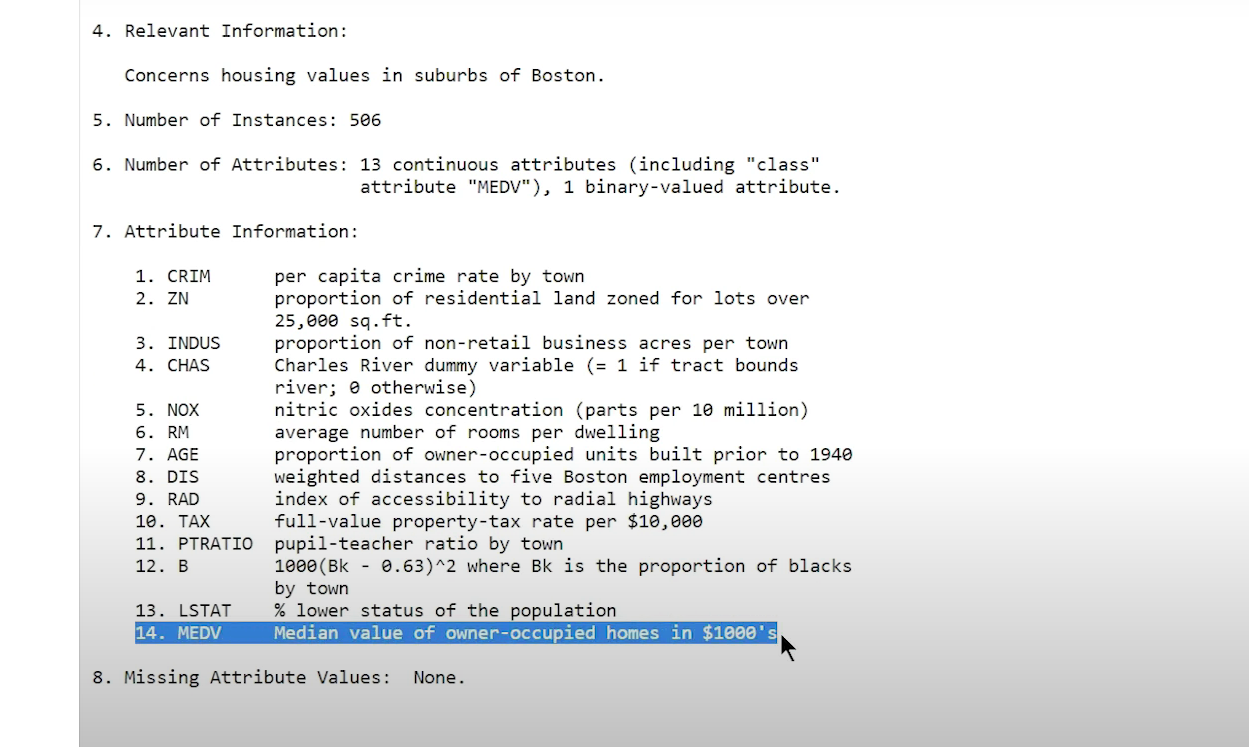 4. Relevant Information:
Concerns housing values in suburbs of Boston.
5. Number of Instances: 506
6. Number of Attributes: 13 continuous attributes (including "class"
attribute "MEDV"), 1 binary-valued attribute.
7. Attribute Information:
1. CRIM per capita crime rate by town
2. ZN proportion of residential land zoned for lots over
25,000 sq.ft.
3. INDUS proportion of non-retail business acres per town
4. CHAS Charles River dummy variable (= 1 if tract bounds
river; 0 otherwise)
5. NOX nitric oxides concentration (parts per 10 million)
6. RM average number of rooms per dwelling
7. AGE proportion of owner-occupied units built prior to 1940
8. DIS weighted distances to five Boston employment centres
9. RAD index of accessibility to radial highways
10. TAX full-value property-tax rate per $10,000
11. PTRATIO pupil-teacher ratio by town
12. B 1000(Bk - 0.63)^2 where Bk is the proportion of blacks
by town
13. LSTAT % lower status of the population
14. MEDV Median value of owner-occupied homes in $1000's
8. Missing Attribute Values: None.